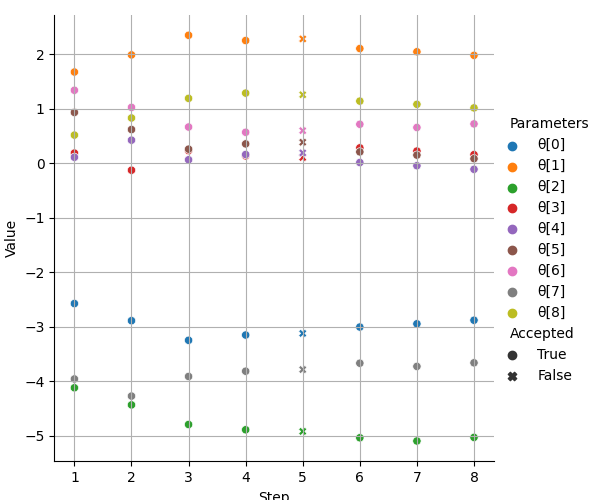 2
1
0
−1
−2
−3
−4
−5
Value
1 2 3 4 5 6 7 8
Step
Parameters
θ[0]
θ[1]
θ[2]
θ[3]
θ[4]
θ[5]
θ[6]
θ[7]
θ[8]
Accepted
True
False